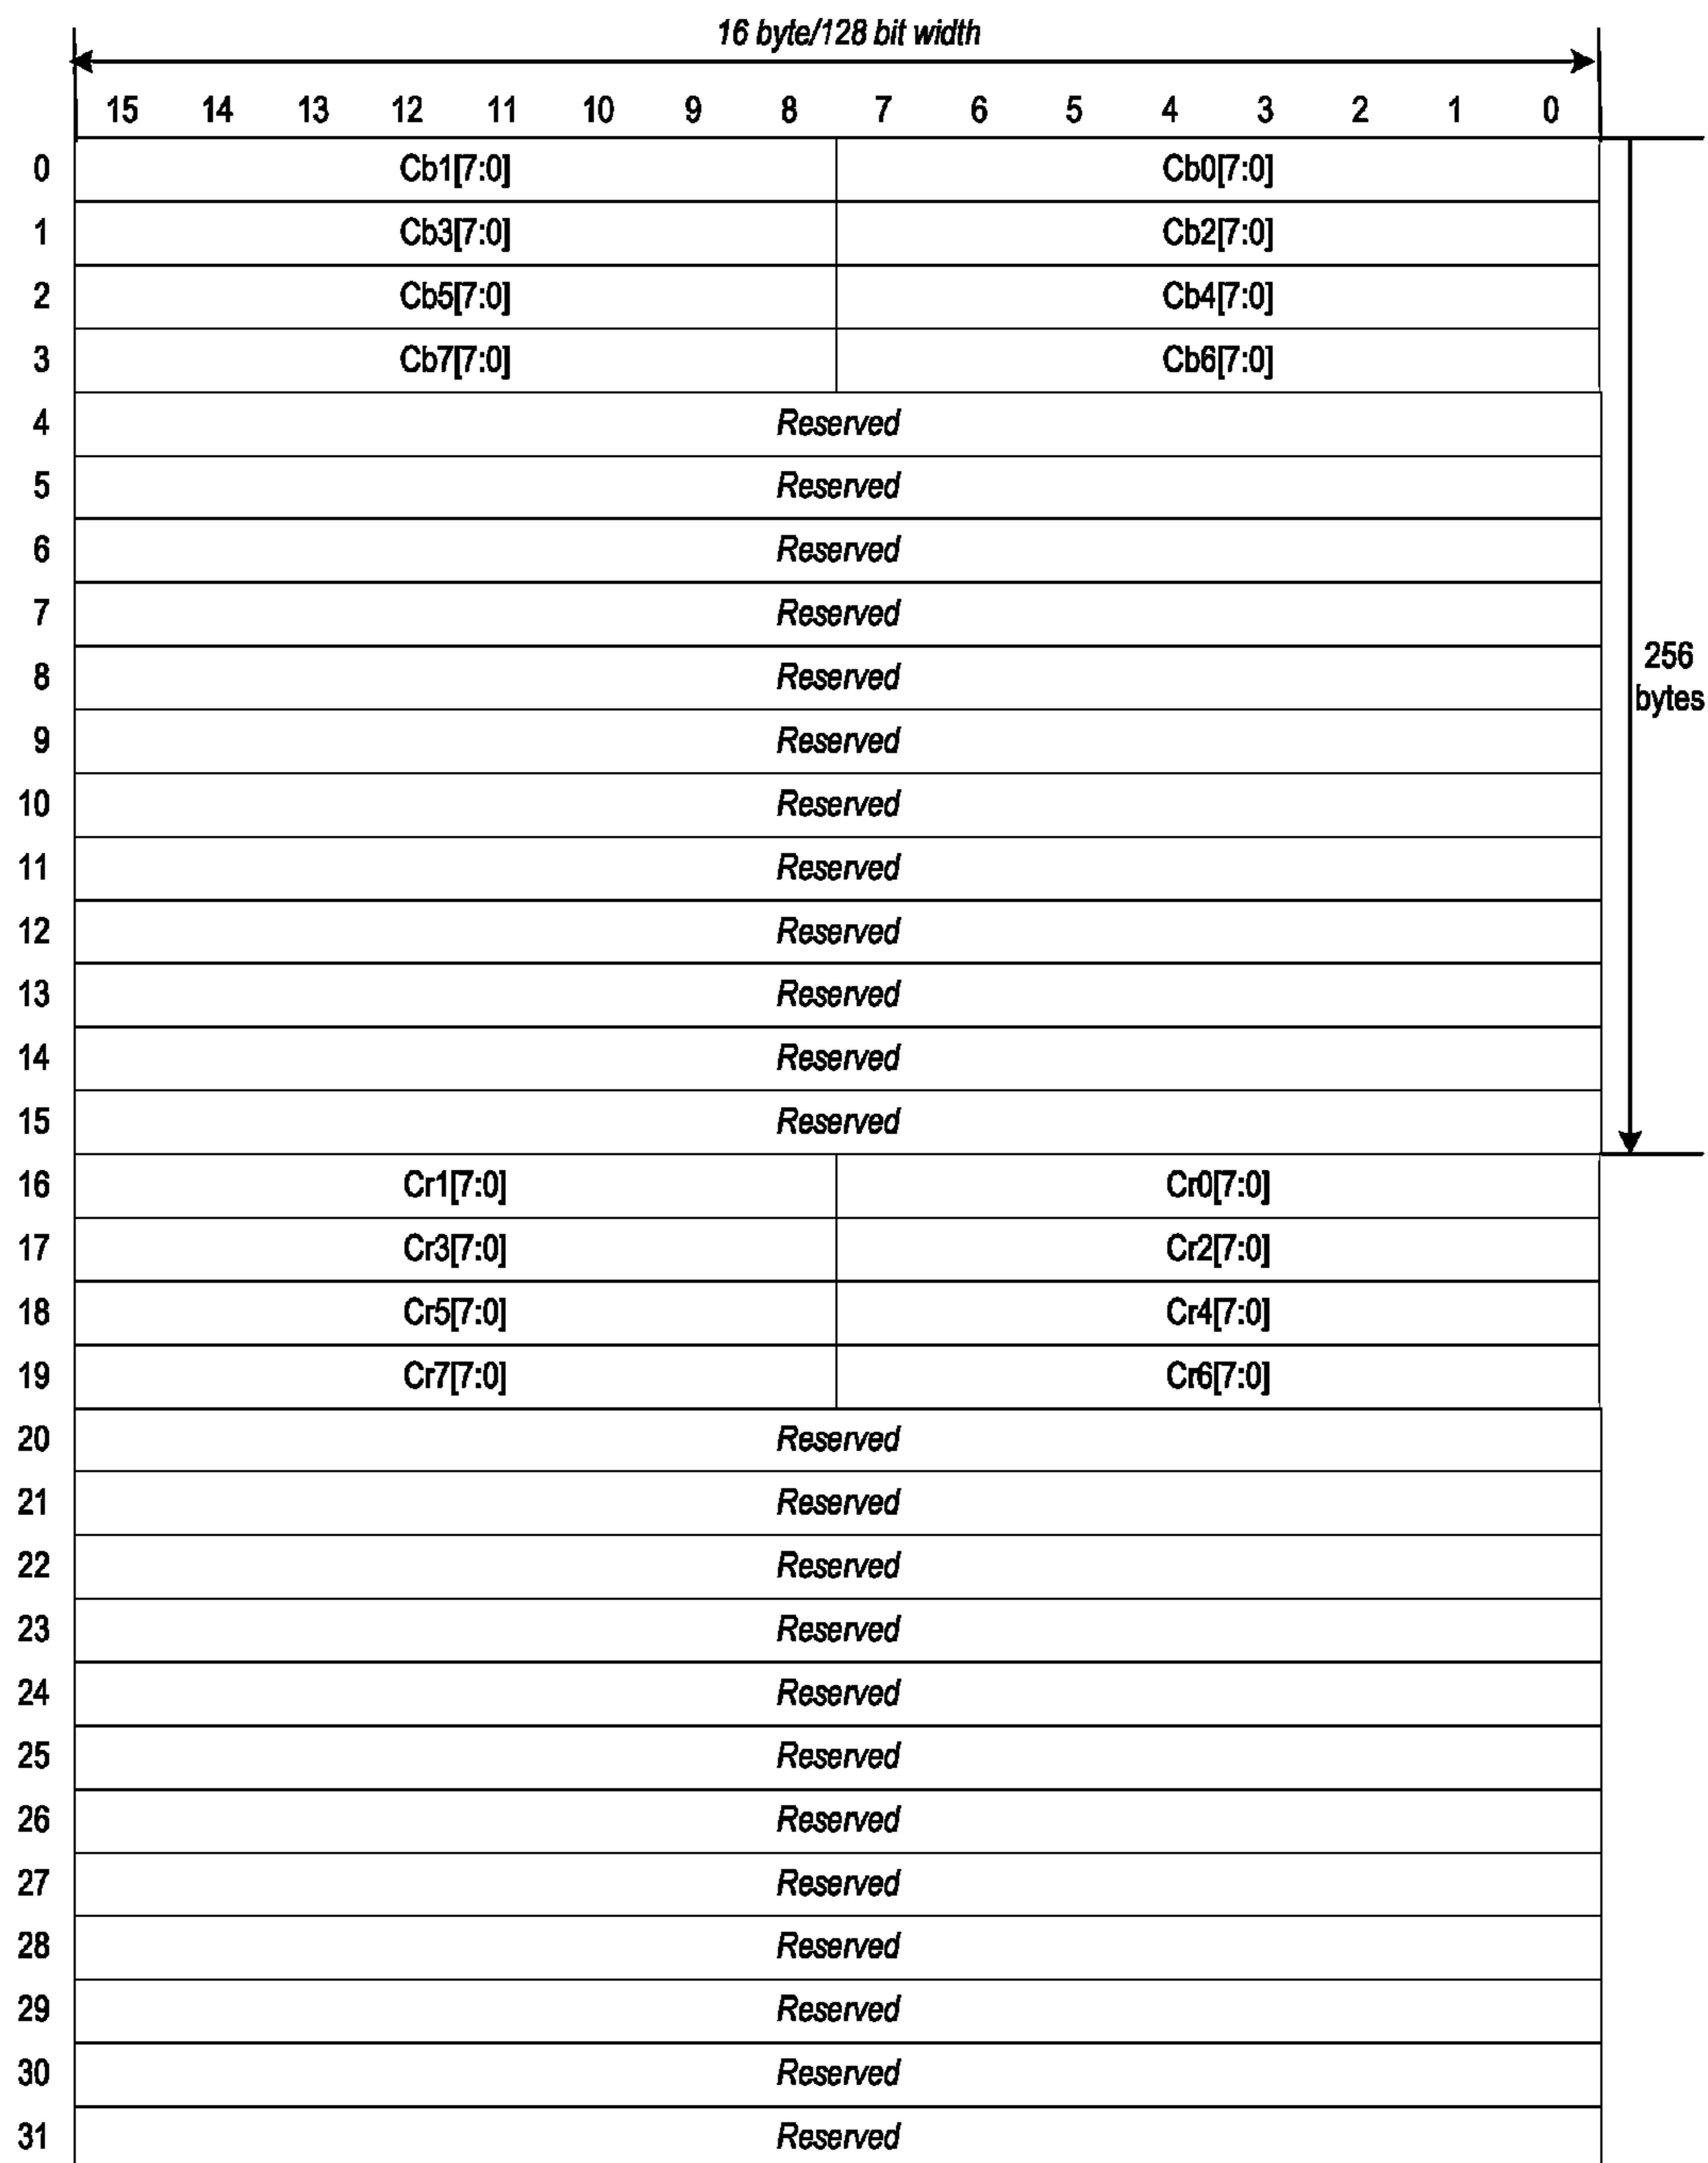 16 byte/128 bit width
15 14 13 12 11 10 9 8 7 6 5 4 3 2 1 0
0 Cb1[7:0] Cb0[7:0]
1 Cb3[7:0] Cb2[7:0]
2 Cb5[7:0] Cb4[7:0]
3 Cb7[7:0] Cb6[7:0]
4 Reserved
5 Reserved
6 Reserved
7 Reserved
8 Reserved
256
bytes
9 Reserved
10 Reserved
11 Reserved
12 Reserved
13 Reserved
14 Reserved
15 Reserved
16 Cr1[7:0] Cr0[7:0]
17 Cr3[7:0] Cr2[7:0]
18 Cr5[7:0] Cr4[7:0]
19 Cr7[7:0] Cr6[7:0]
20 Reserved
21 Reserved
22 Reserved
23 Reserved
24 Reserved
25 Reserved
26 Reserved
27 Reserved
28 Reserved
29 Reserved
30 Reserved
31 Reserved